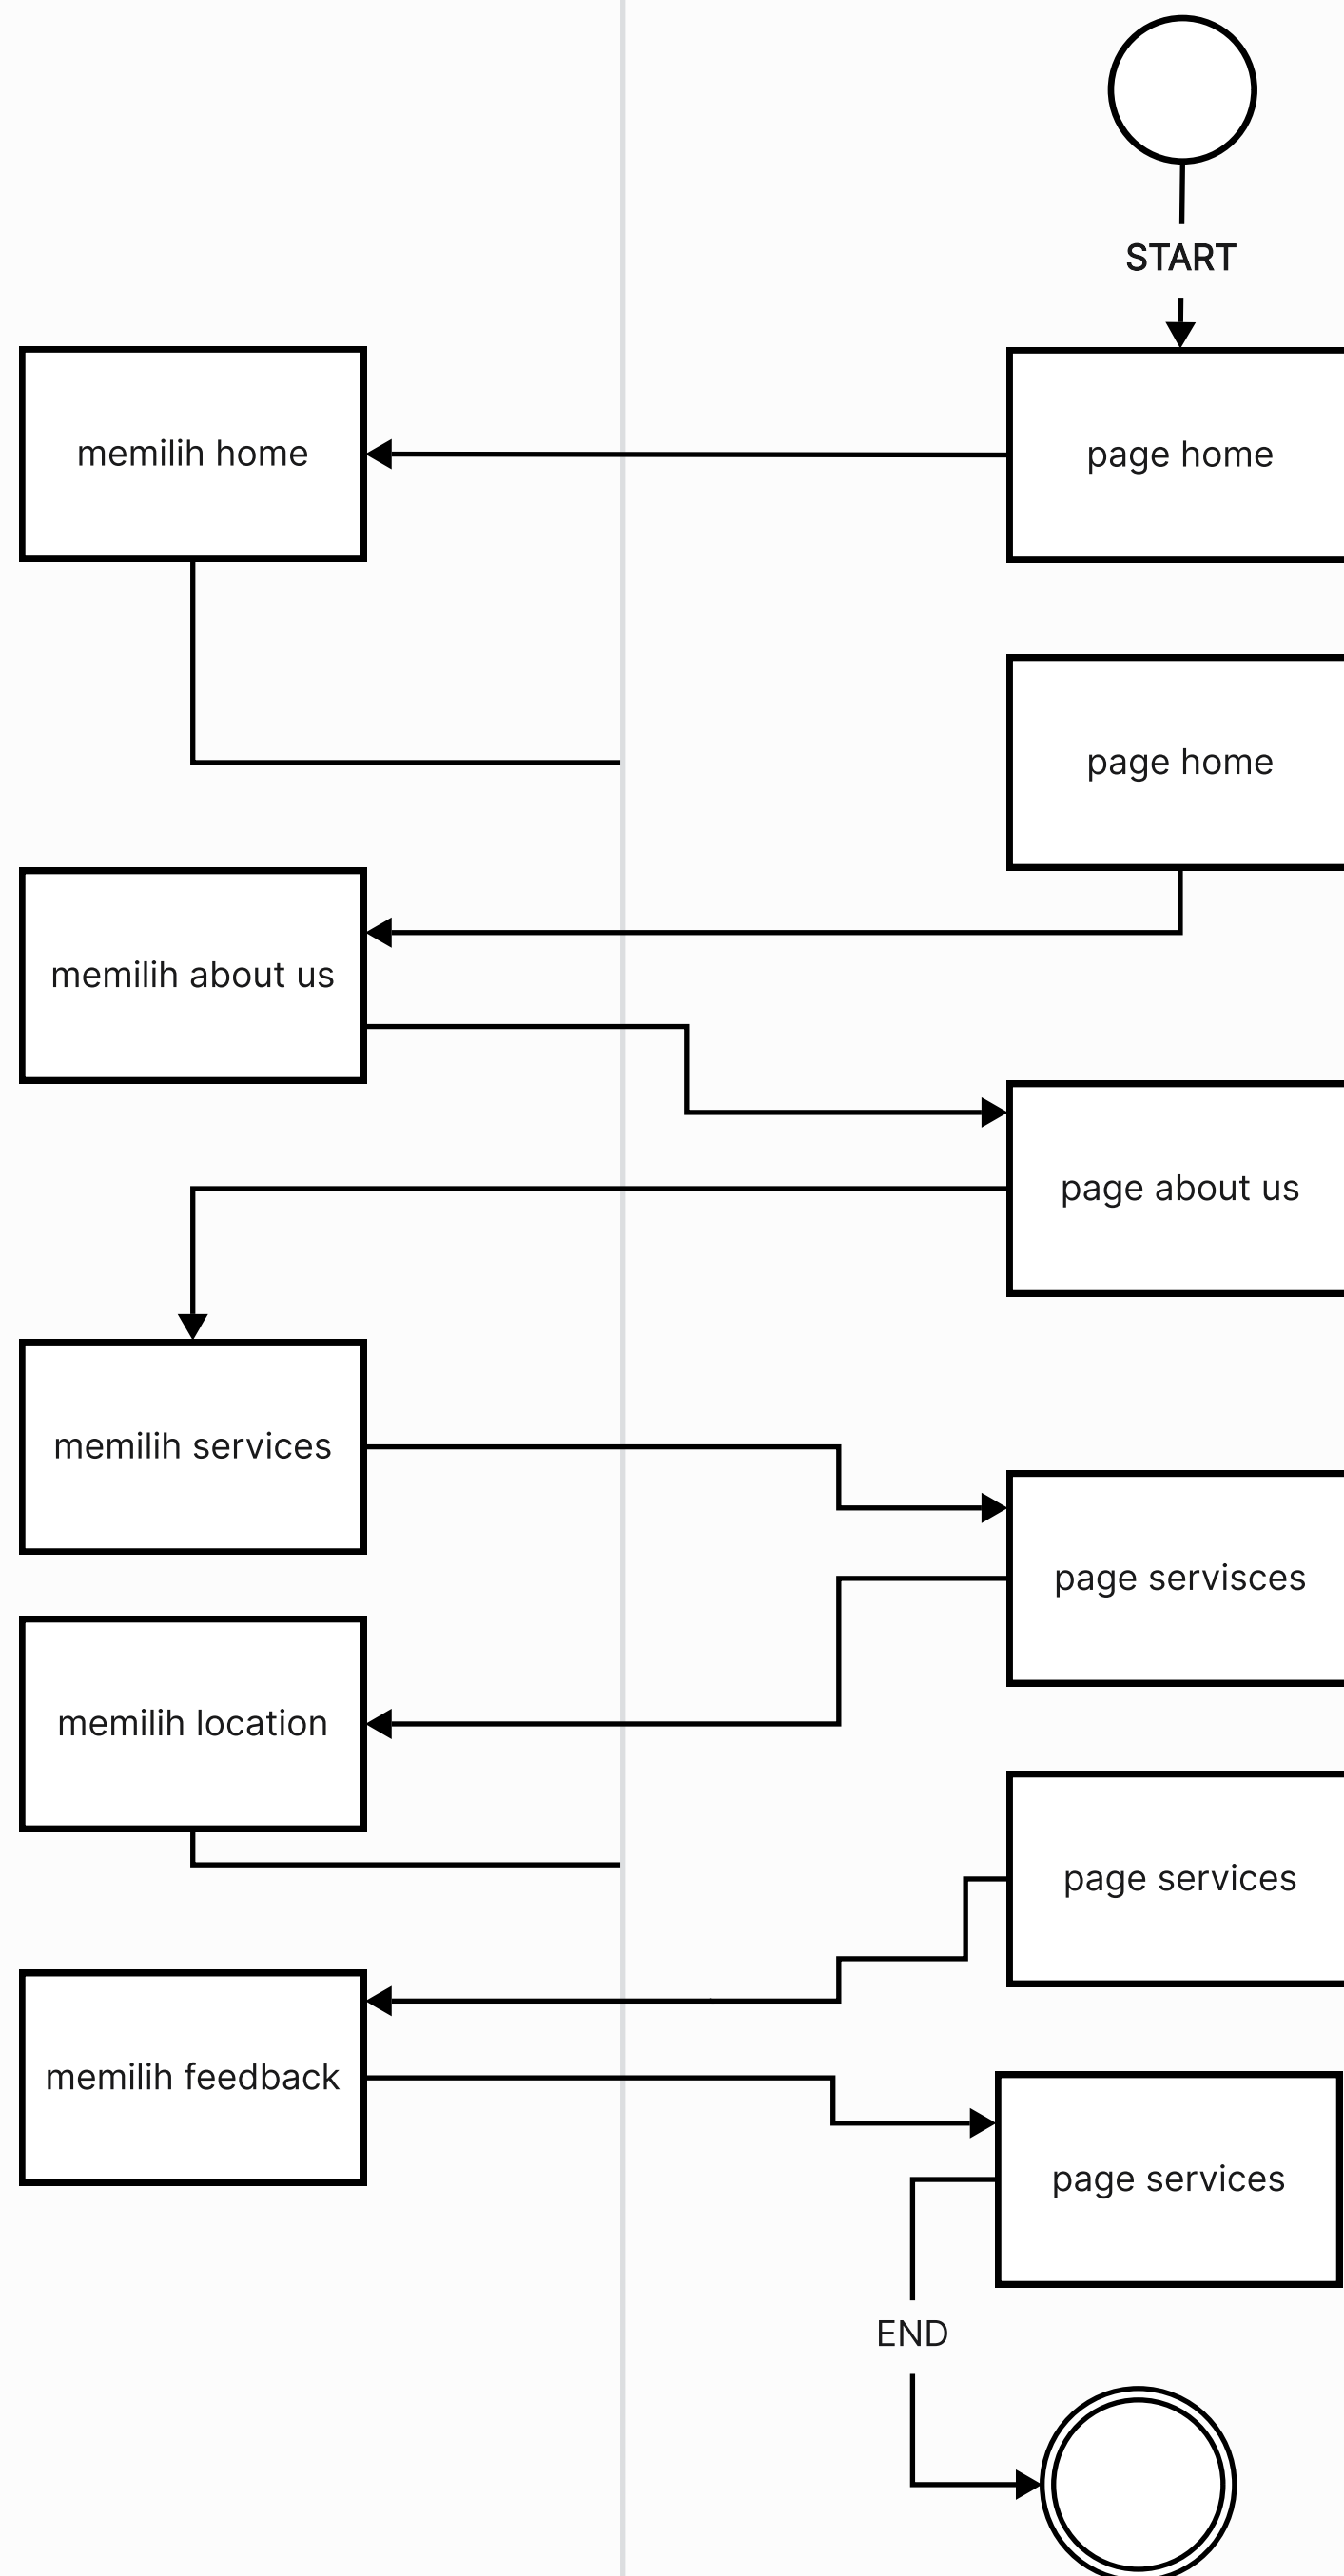 START
memilih home
page home
page home
memilih about us
page about us
memilih services
page servisces
memilih location
page services
memilih feedback
page services
END